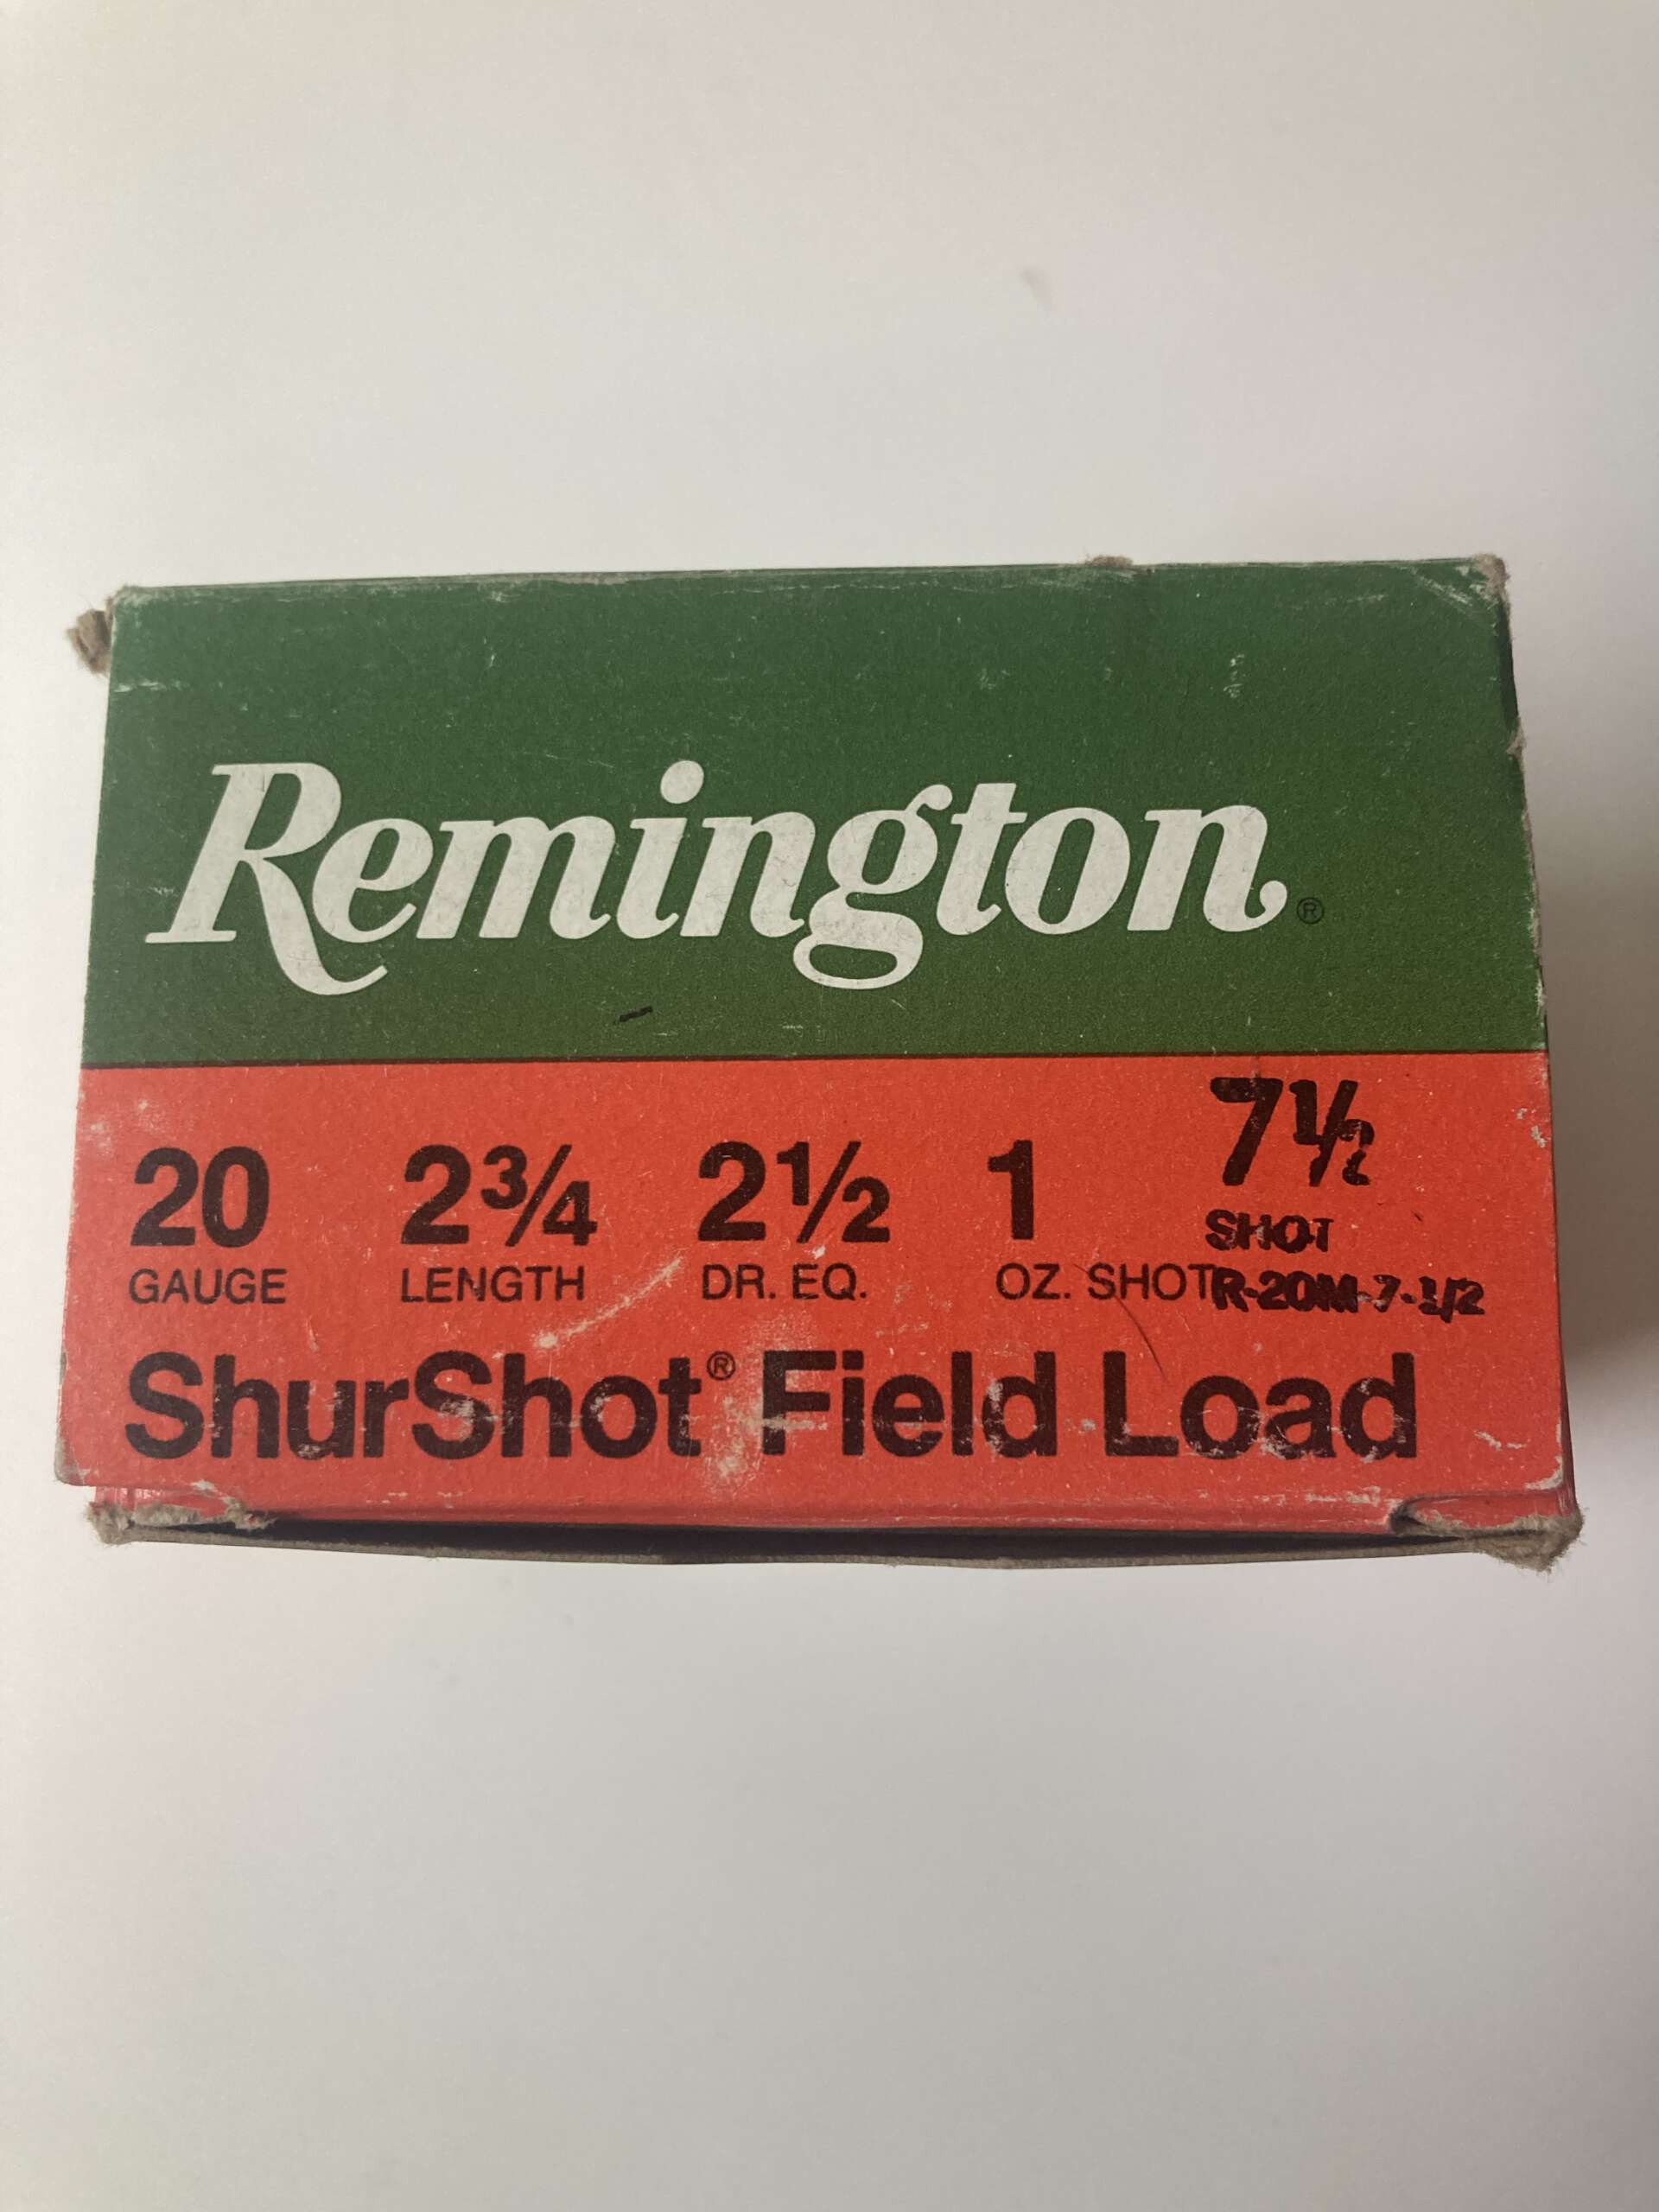 Remington®
7½
20 2¾ 2½ 1
SHOT
GAUGE LENGTH DR. EQ. OZ. SHOT R-20M-7-1/2
ShurShot® Field Load